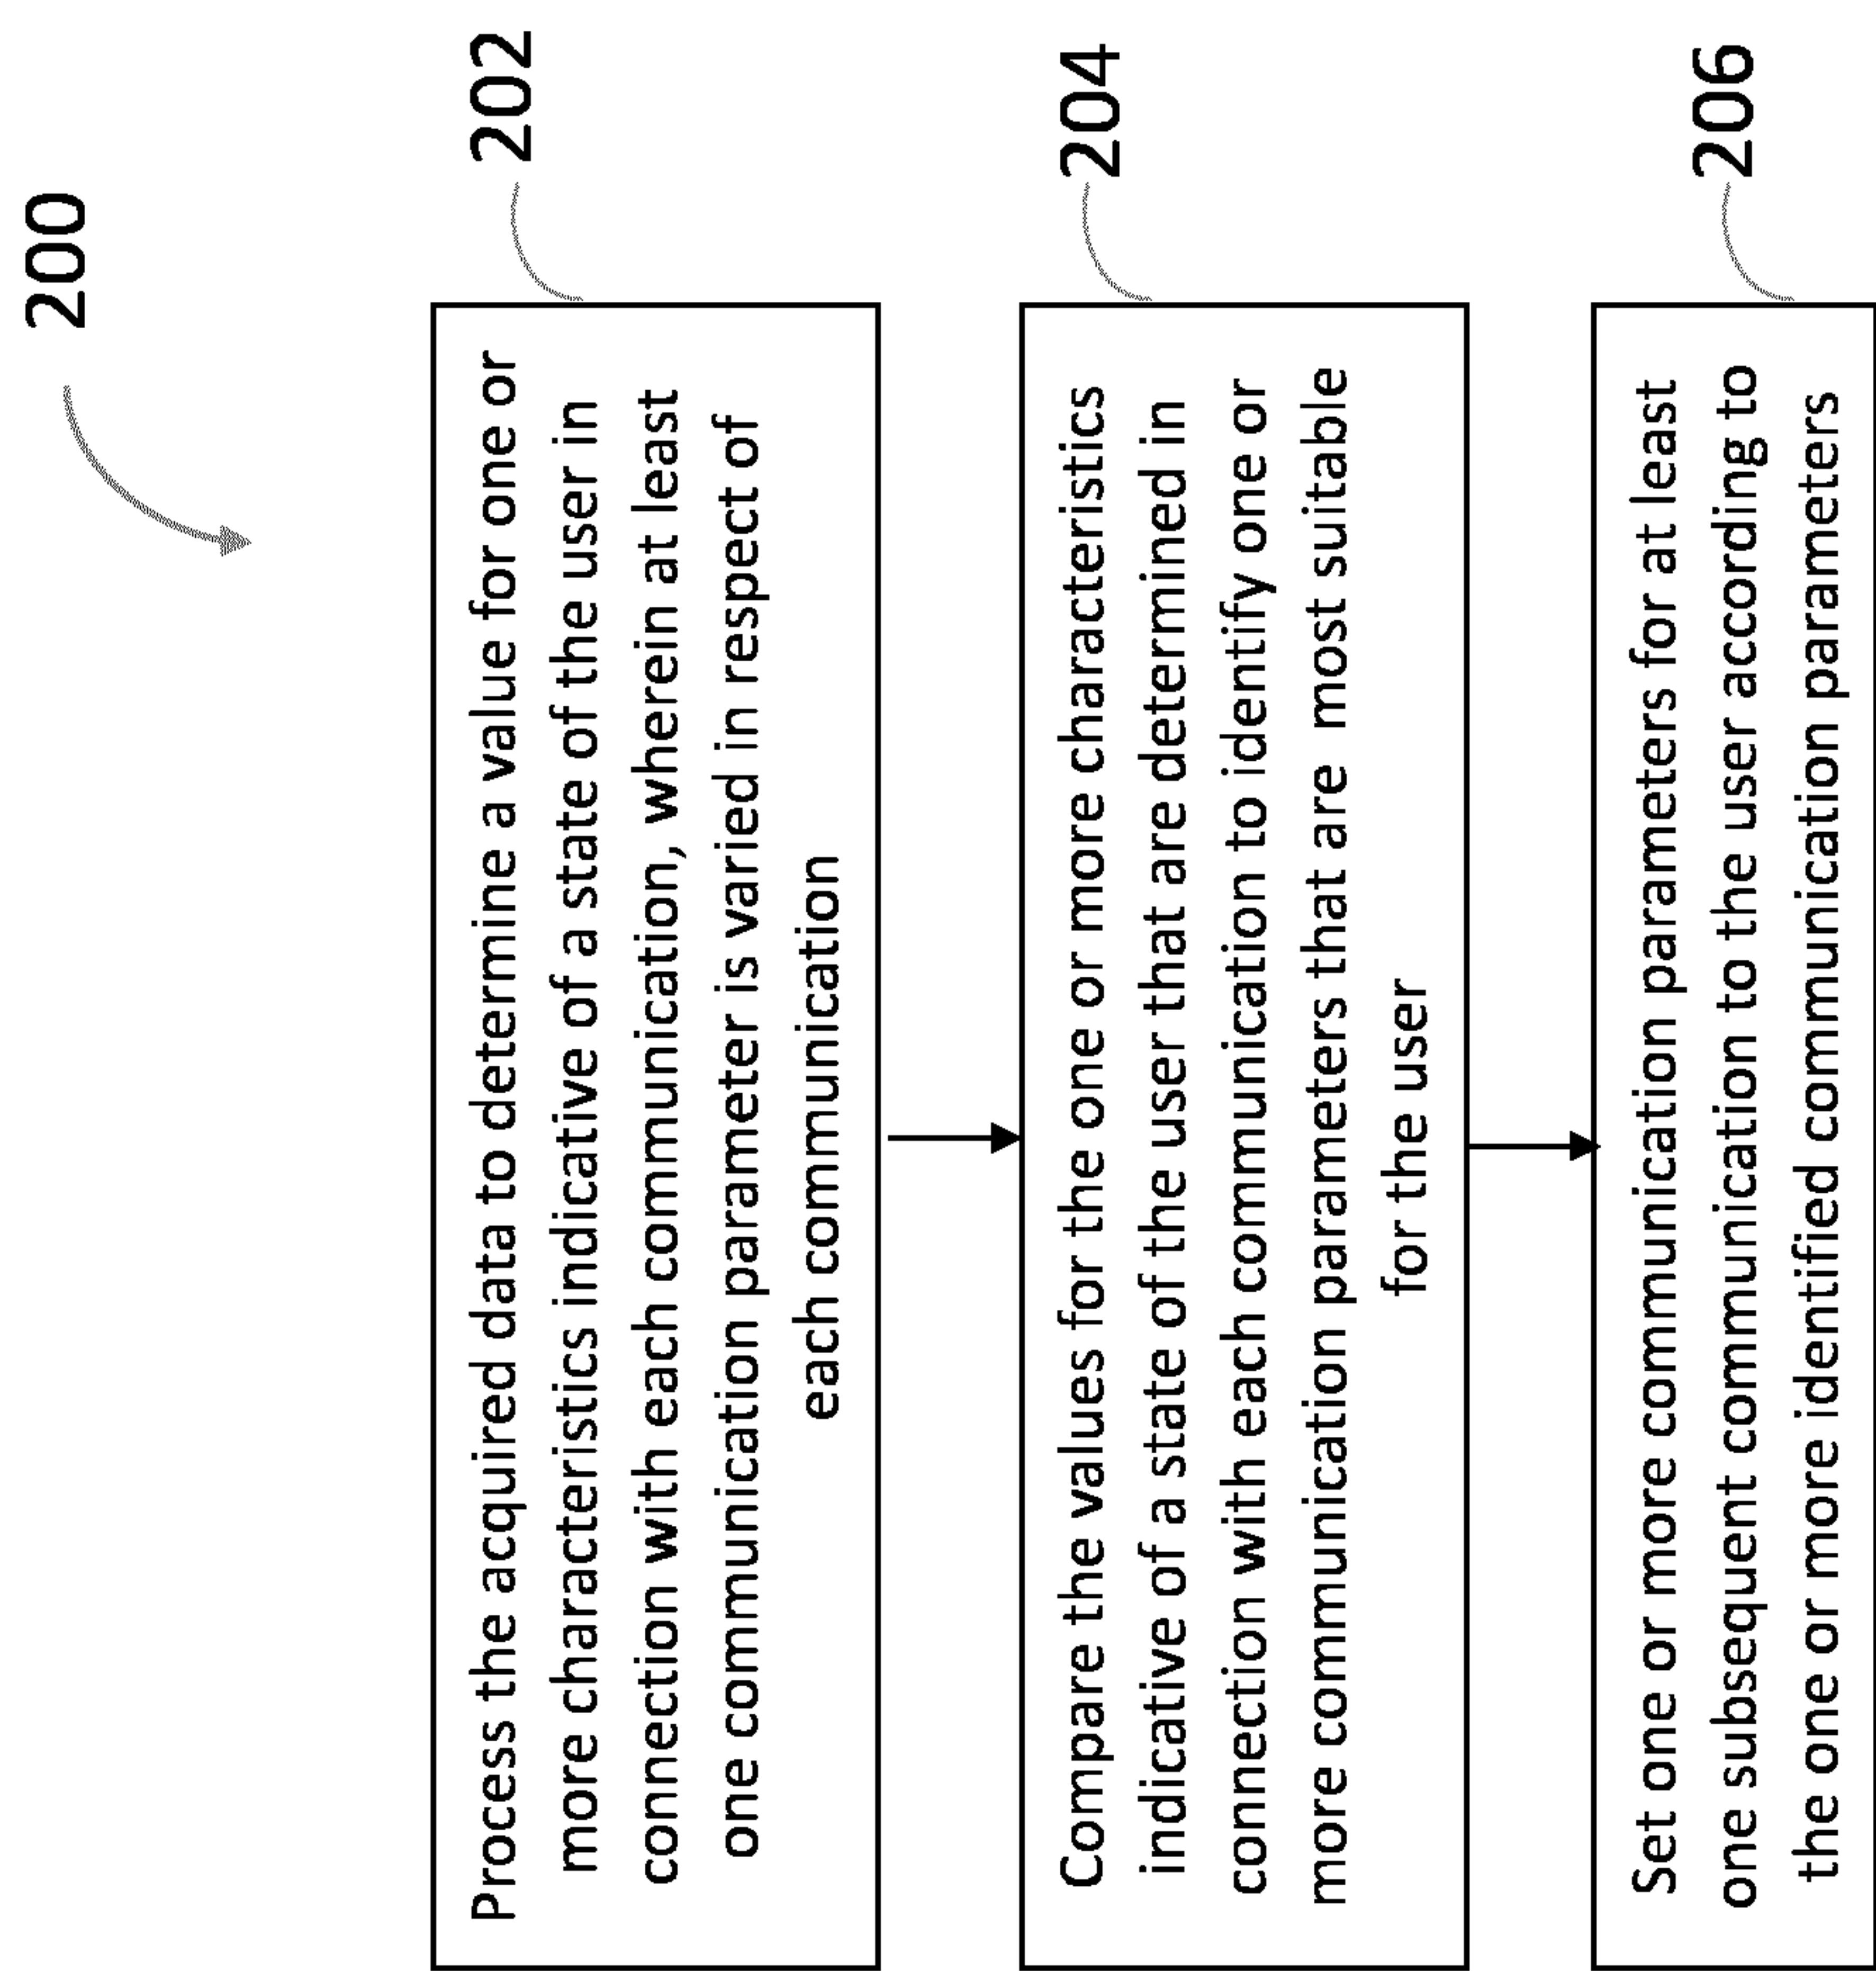 200
202
Process the acquired data to determine a value for one or
more characteristics indicative of a state of the user in
connection with each communication, wherein at least
one communication parameter is varied in respect of
each communication
204
Compare the values for the one or more characteristics
indicative of a state of the user that are determined in
connection with each communication to identify one or
more communication parameters that are most suitable
for the user
206
Set one or more communication parameters for at least
one subsequent communication to the user according to
the one or more identified communication parameters